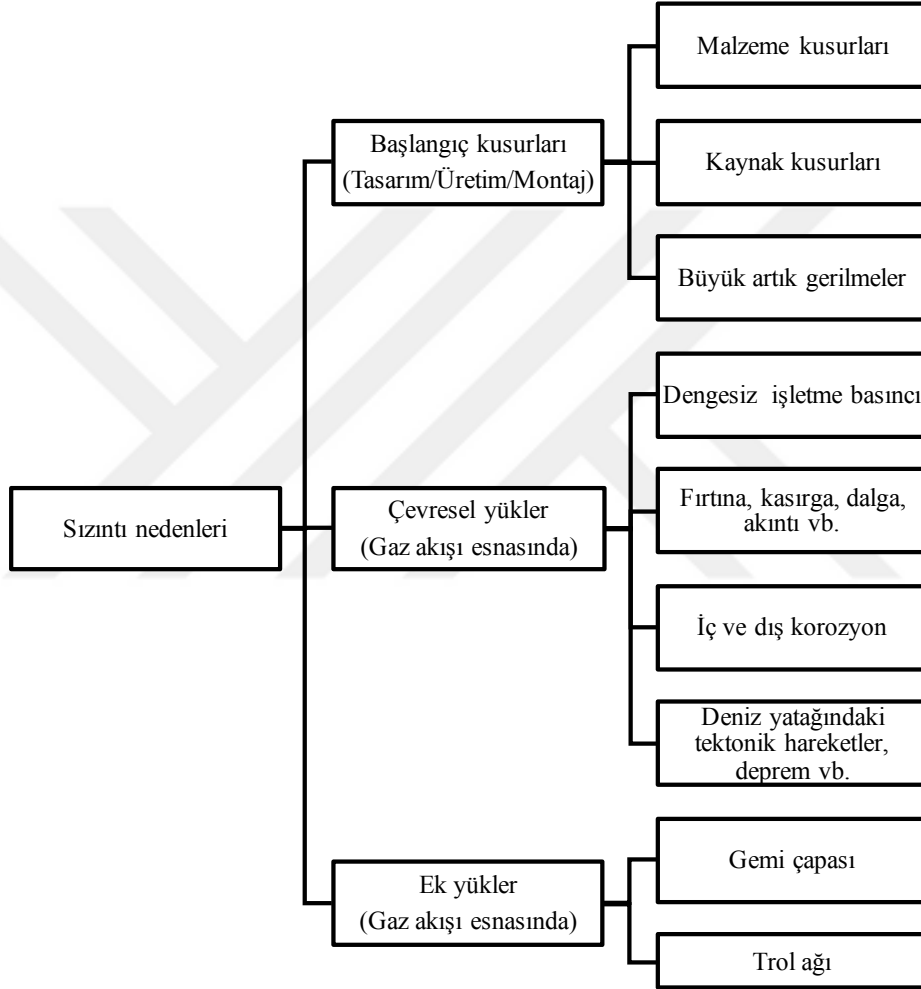 Sızıntı nedenleri
Başlangıç kusurları
(Tasarım/Üretim/Montaj)
Malzeme kusurları
Kaynak kusurları
Büyük artık gerilmeler
Çevresel yükler
(Gaz akışı esnasında)
Dengesiz işletme basıncı
Fırtına, kasırga, dalga,
akıntı vb.
İç ve dış korozyon
Deniz yatağındaki
tektonik hareketler,
deprem vb.
Ek yükler
(Gaz akışı esnasında)
Gemi çapası
Trol ağı